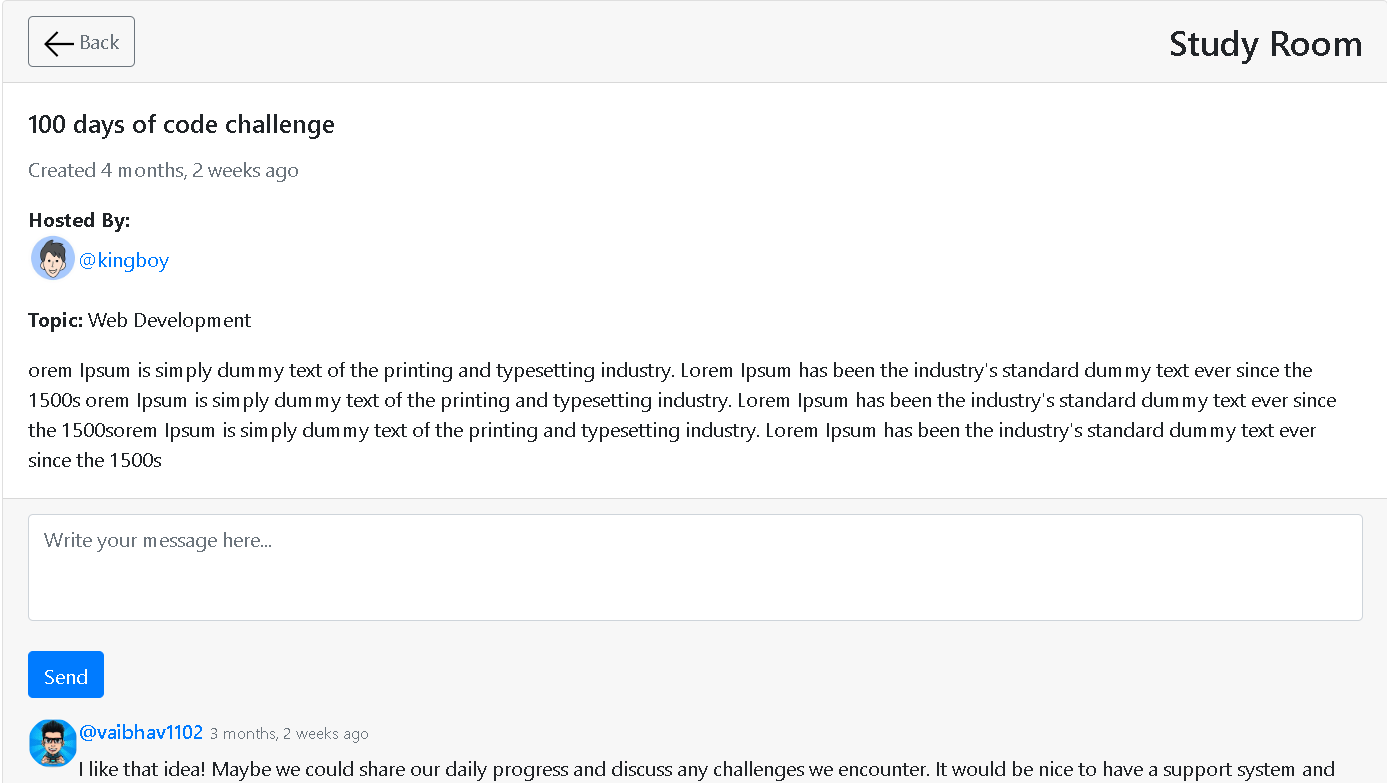 Back
Study Room
100 days of code challenge
Created 4 months, 2 weeks ago
Hosted By:
@kingboy
Topic: Web Development
orem Ipsum is simply dummy text of the printing and typesetting industry. Lorem Ipsum has been the industry's standard dummy text ever since the
1500s orem Ipsum is simply dummy text of the printing and typesetting industry. Lorem Ipsum has been the industry's standard dummy text ever since
the 1500sorem Ipsum is simply dummy text of the printing and typesetting industry. Lorem Ipsum has been the industry's standard dummy text ever
since the 1500s
Write your message here...
Send
@vaibhav1102 3 months, 2 weeks ago
I like that idea! Maybe we could share our daily progress and discuss any challenges we encounter. It would be nice to have a support system and